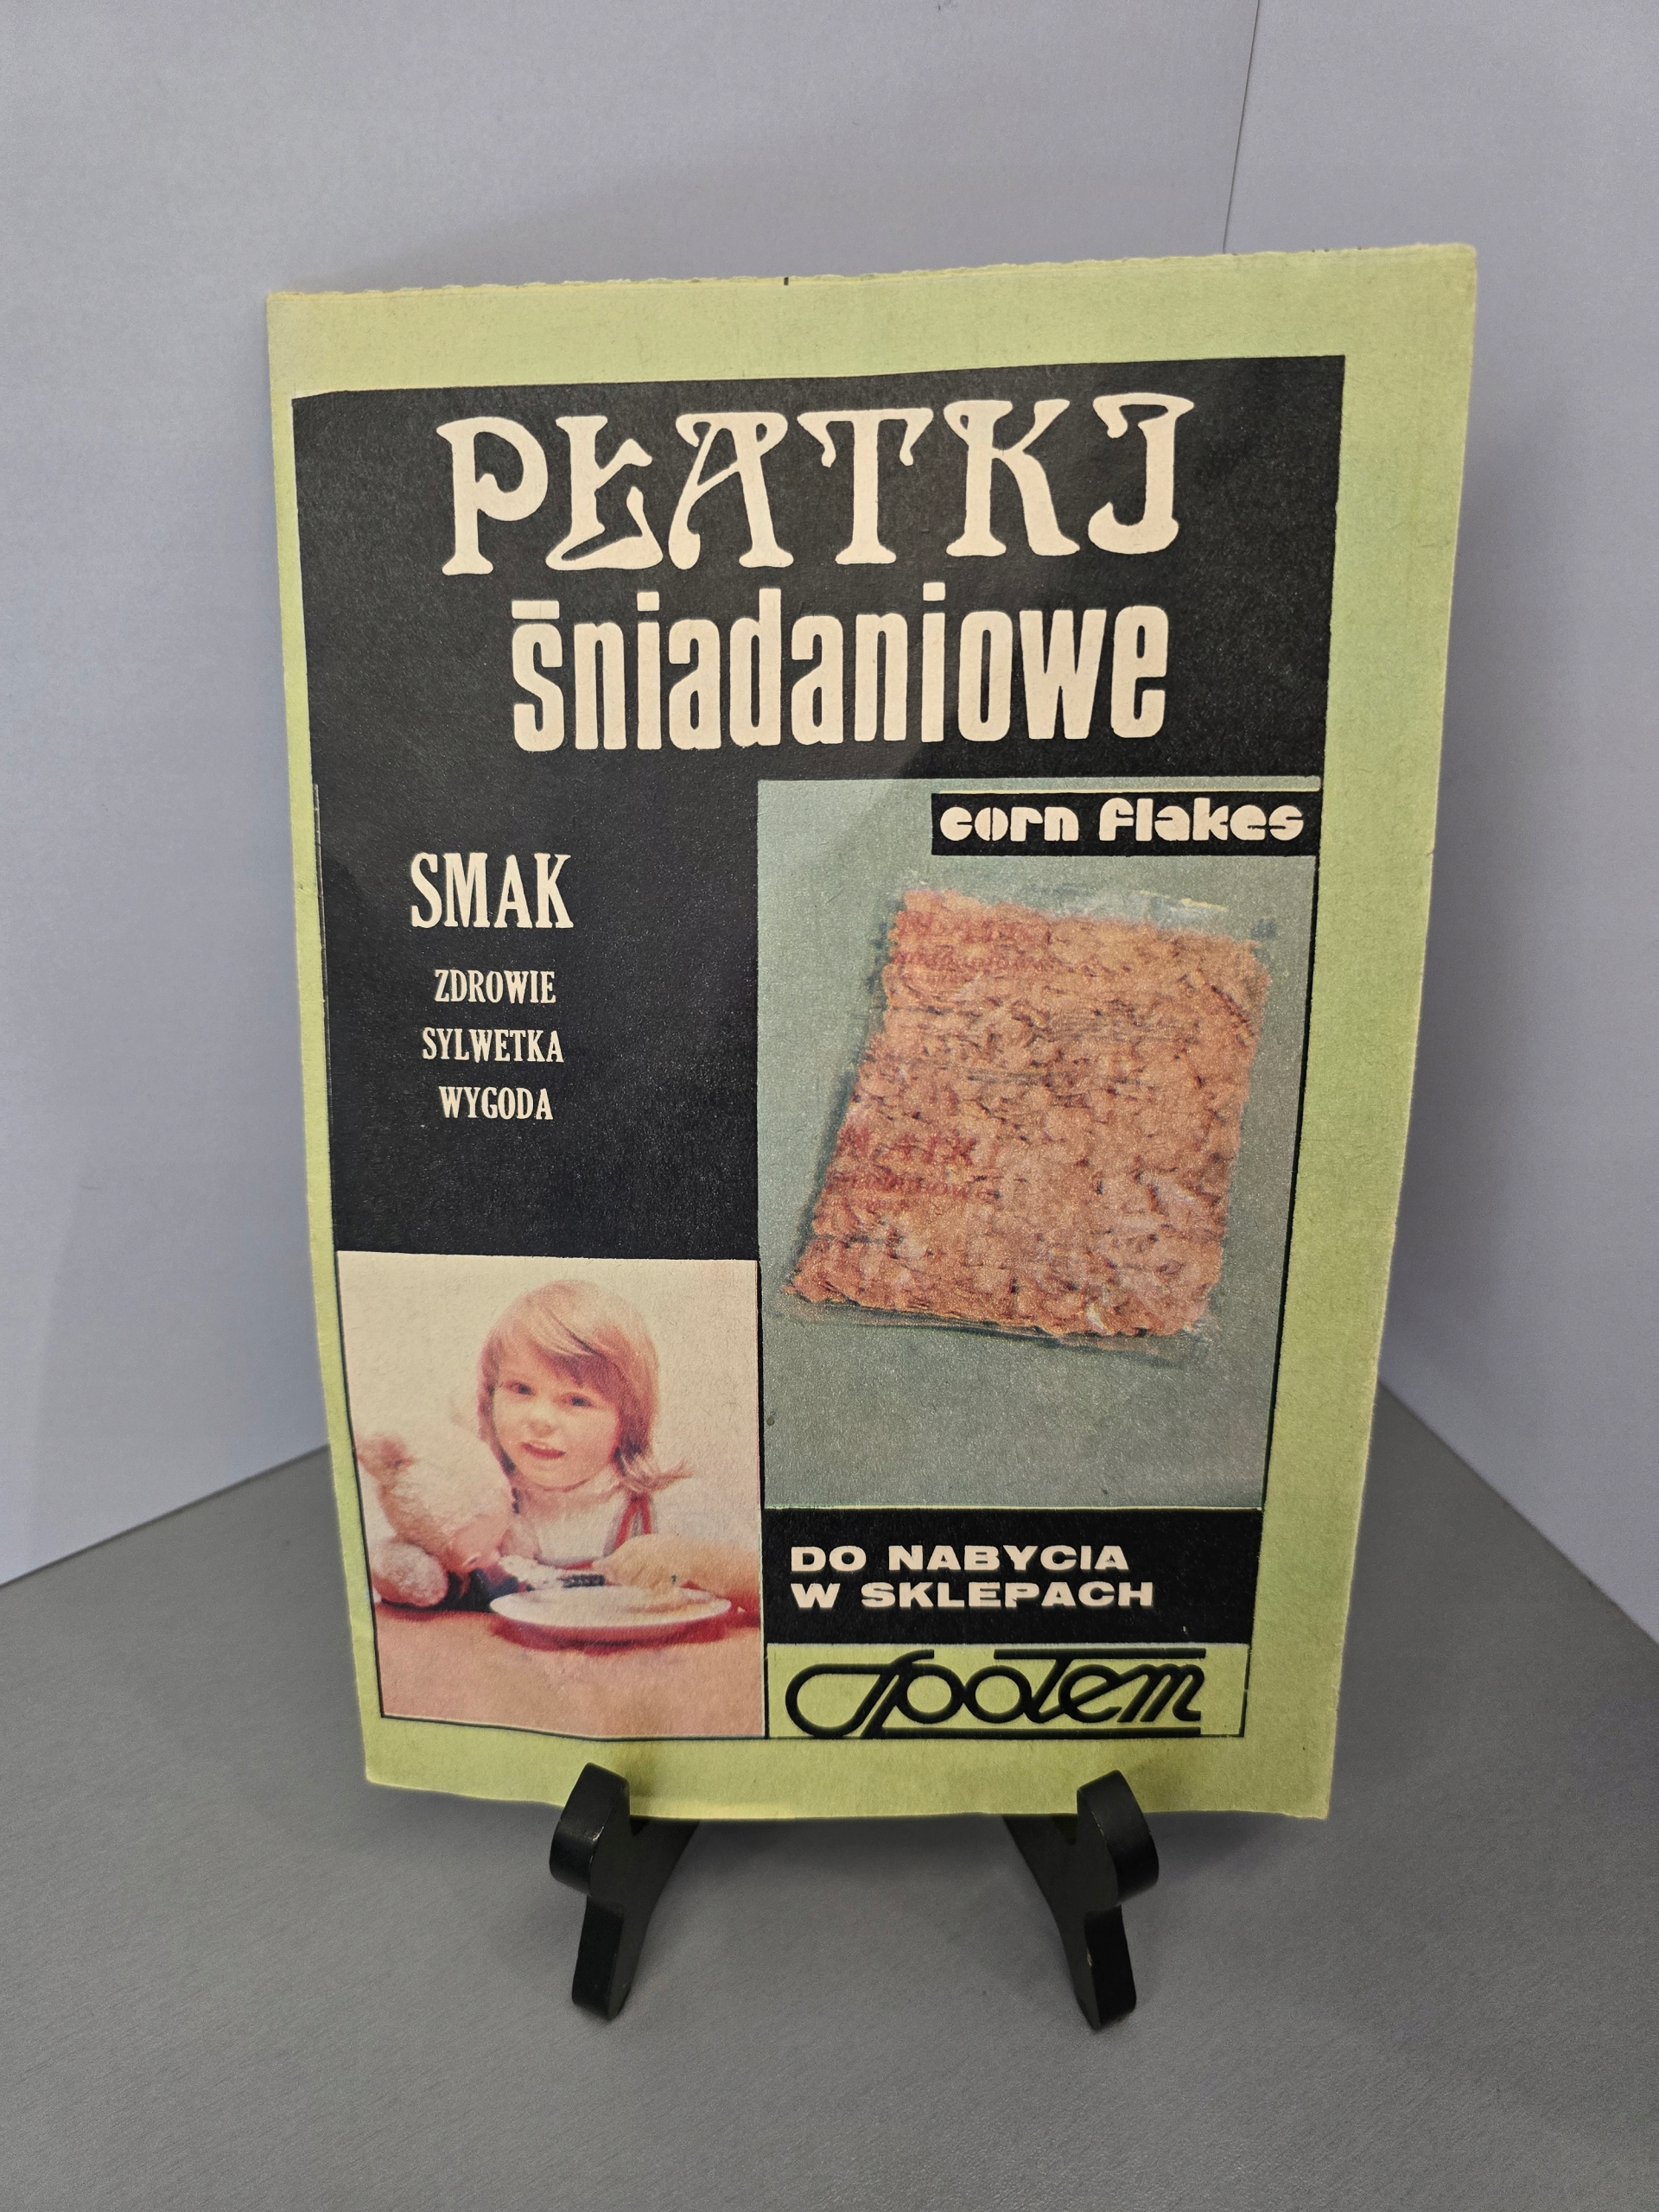 PŁATKI
śniadaniowe
corn flakes
SMAK
ZDROWIE
SYLWETKA
WYGODA
DO NABYCIA
W SKLEPACH
Społem